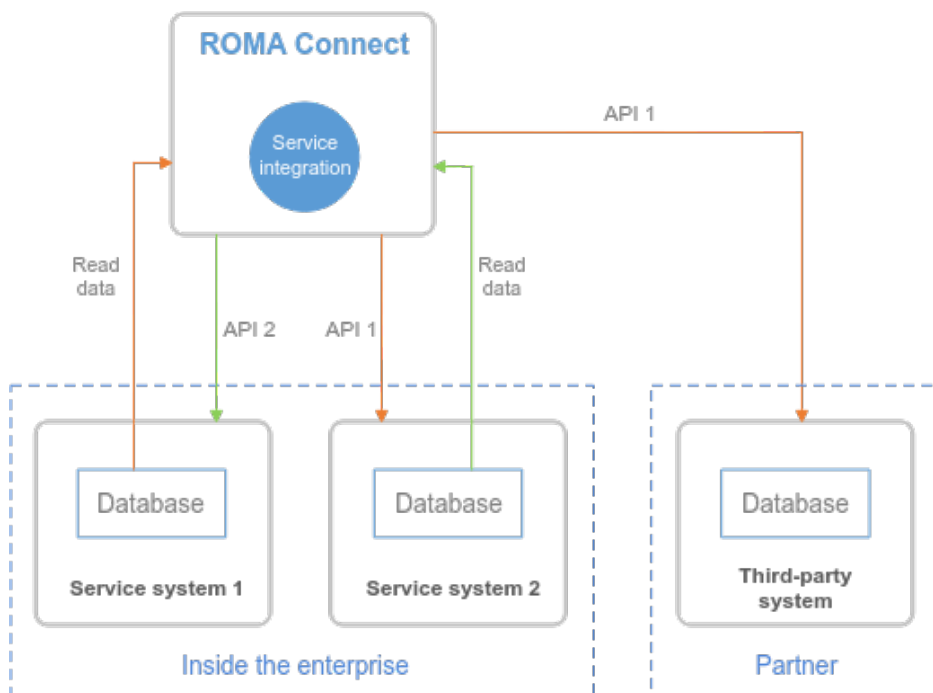 ROMA Connect
API 1
Service
integration
Read
data
Read
data
API 2
API 1
Database
Database
Database
Service system 1
Service system 2
Third-party
system
Inside the enterprise
Partner